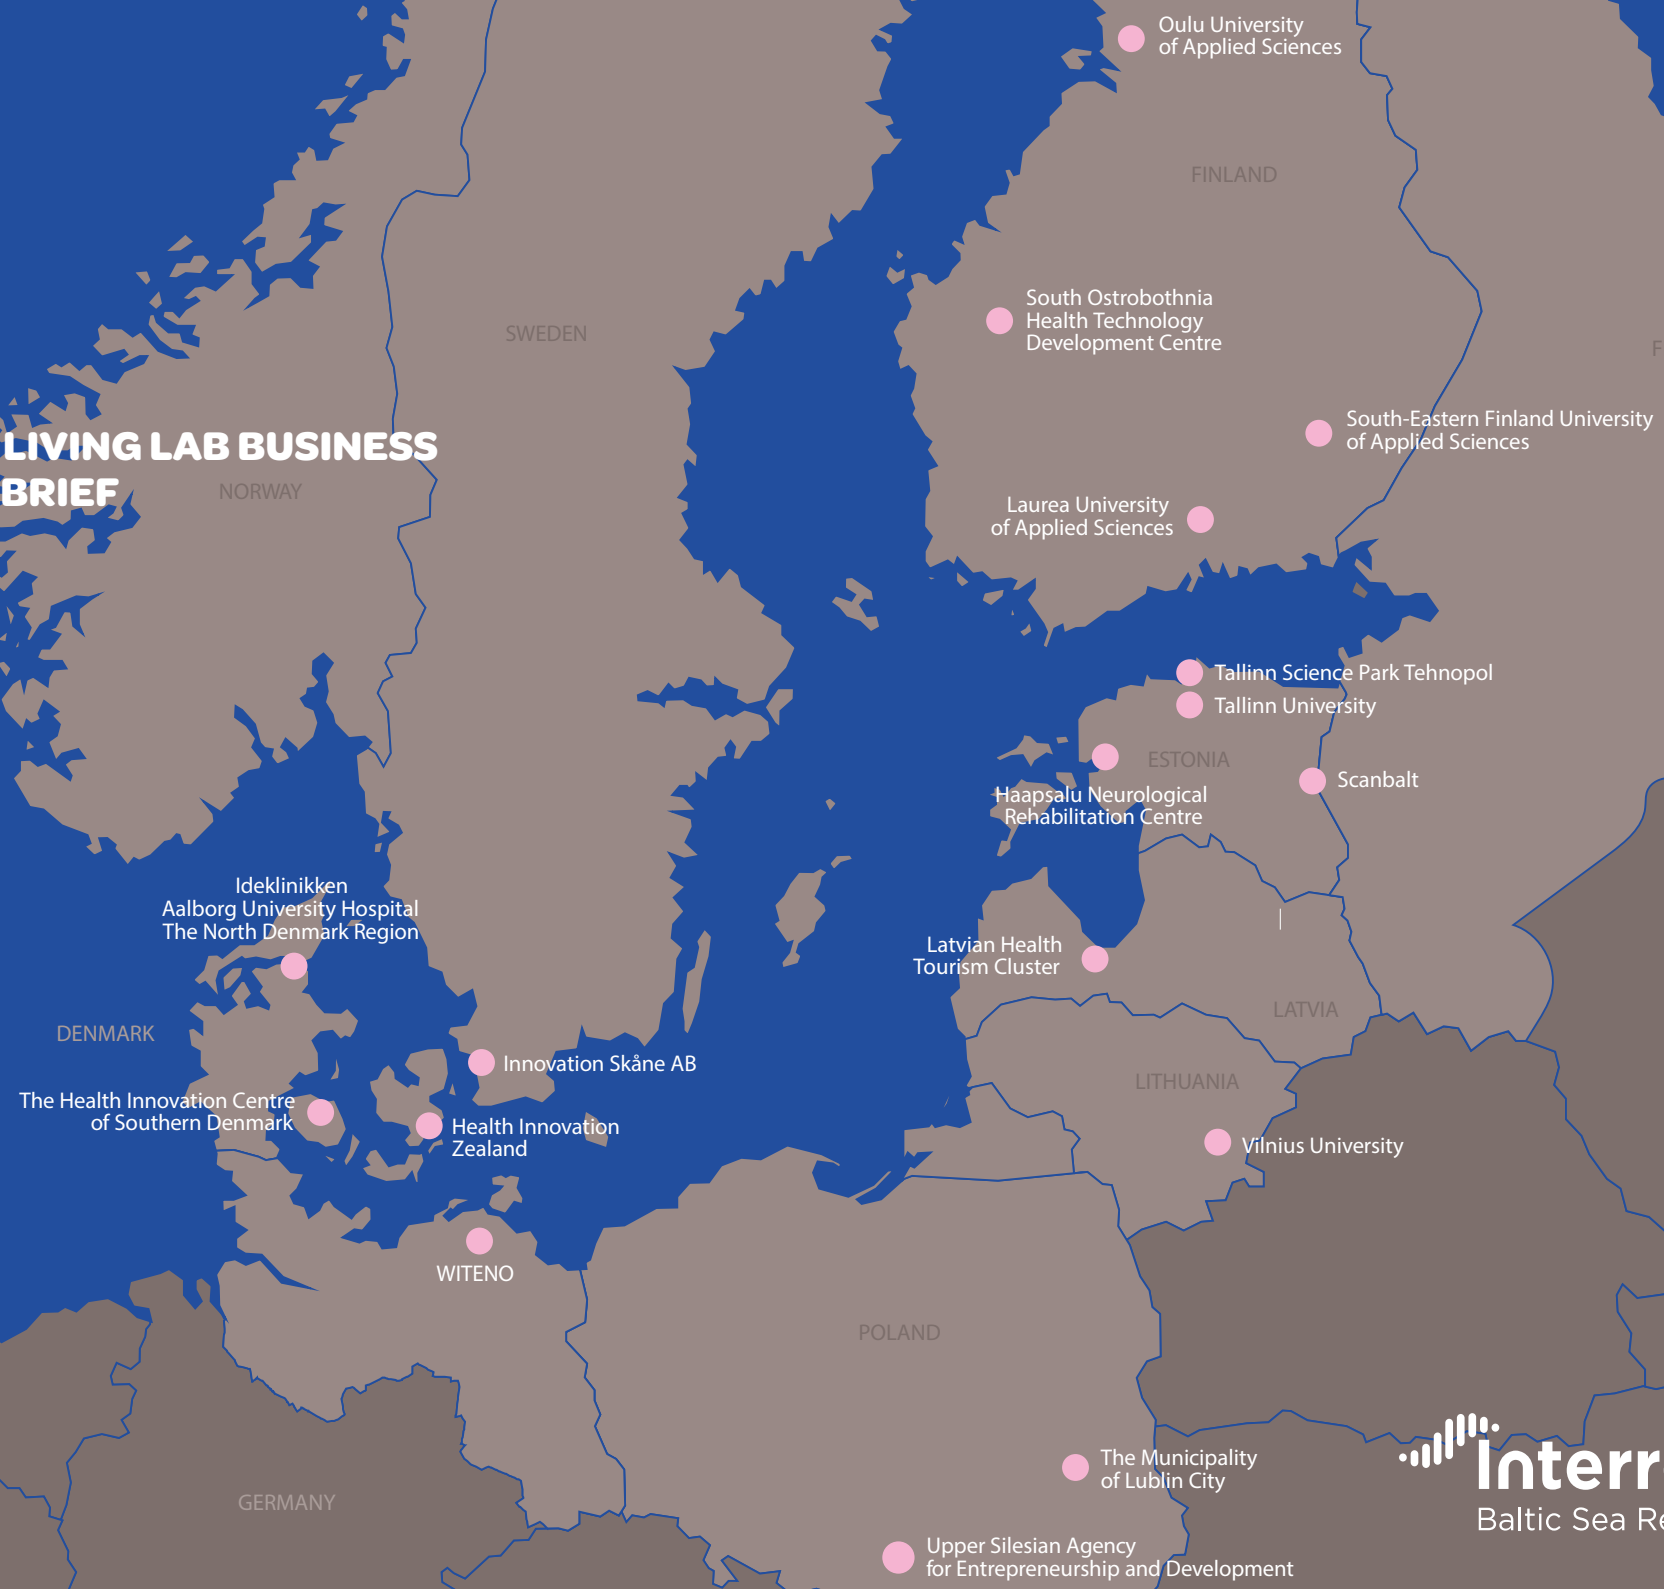 Oulu University
of Applied Sciences
FINLAND
South Ostrobothnia
Health Technology
Development Centre
SWEDEN
F
South-Eastern Finland University
of Applied Sciences
LIVING LAB BUSINESS
BRIEF
NORWAY
Laurea University
of Applied Sciences
Tallinn Science Park Tehnopol
Tallinn University
ESTONIA
Scanbalt
Haapsalu Neurological
Rehabilitation Centre
Ideklinikken
Aalborg University Hospital
The North Denmark Region
Latvian Health
Tourism Cluster
LATVIA
DENMARK
Innovation Skåne AB
LITHUANIA
The Health Innovation Centre
of Southern Denmark
Health Innovation
Zealand
Vilnius University
WITENO
POLAND
The Municipality
of Lublin City
Interr
Baltic Sea Re
GERMANY
Upper Silesian Agency
for Entrepreneurship and Development